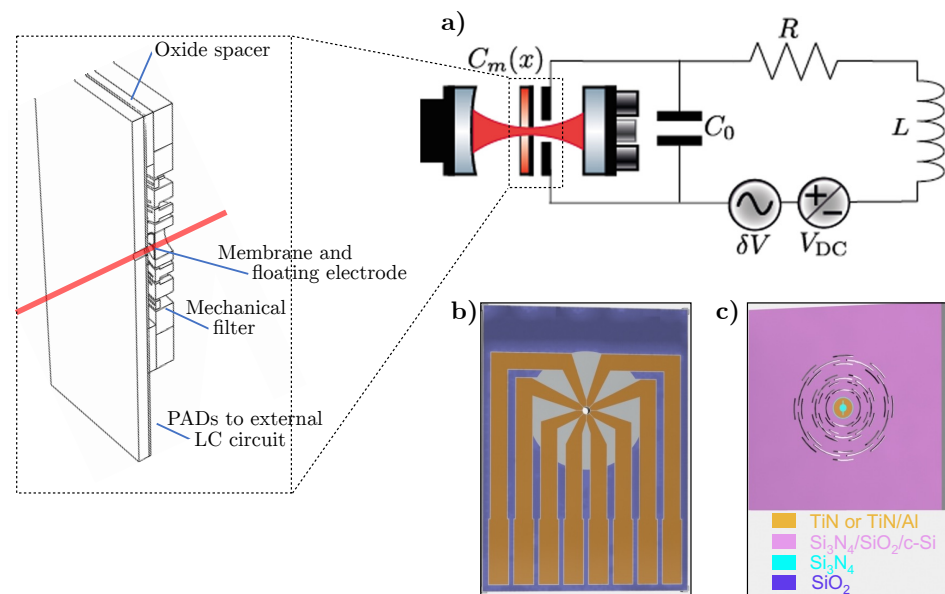 a)
Oxide spacer
C_m(x)
R
C_0
L
δV
V_DC
Membrane and
floating electrode
Mechanical
filter
PADs to external
LC circuit
b)
c)
TiN or TiN/Al
Si₃N₄/SiO₂/c-Si
Si₃N₄
SiO₂